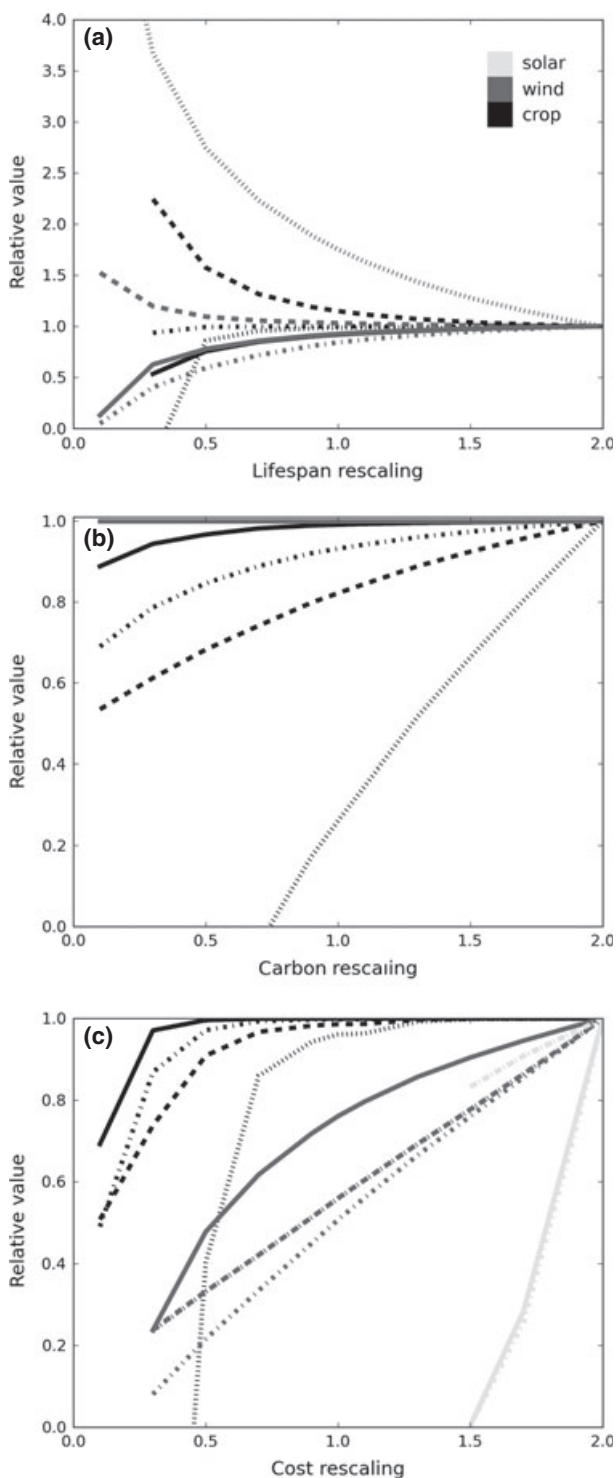 (a)
4.0
3.5
3.0
2.5
2.0
1.5
1.0
0.5
0.0
Relative value
solar
wind
crop
0.0 0.5 1.0 1.5 2.0
Lifespan rescaling
(b)
1.0
0.8
0.6
0.4
0.2
0.0
Relative value
0.0 0.5 1.0 1.5 2.0
Carbon rescaling
(c)
1.0
0.8
0.6
0.4
0.2
0.0
Relative value
0.0 0.5 1.0 1.5 2.0
Cost rescaling